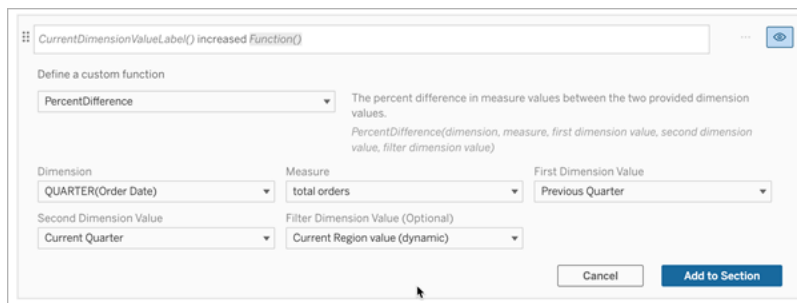 CurrentDimensionValueLabel() increased Function()
...
Define a custom function
PercentDifference
The percent difference in measure values between the two provided dimension
values.
PercentDifference(dimension, measure, first dimension value, second dimension
value, filter dimension value)
Dimension
Measure
First Dimension Value
QUARTER(Order Date)
total orders
Previous Quarter
Second Dimension Value
Filter Dimension Value (Optional)
Current Quarter
Current Region value (dynamic)
Cancel
Add to Section